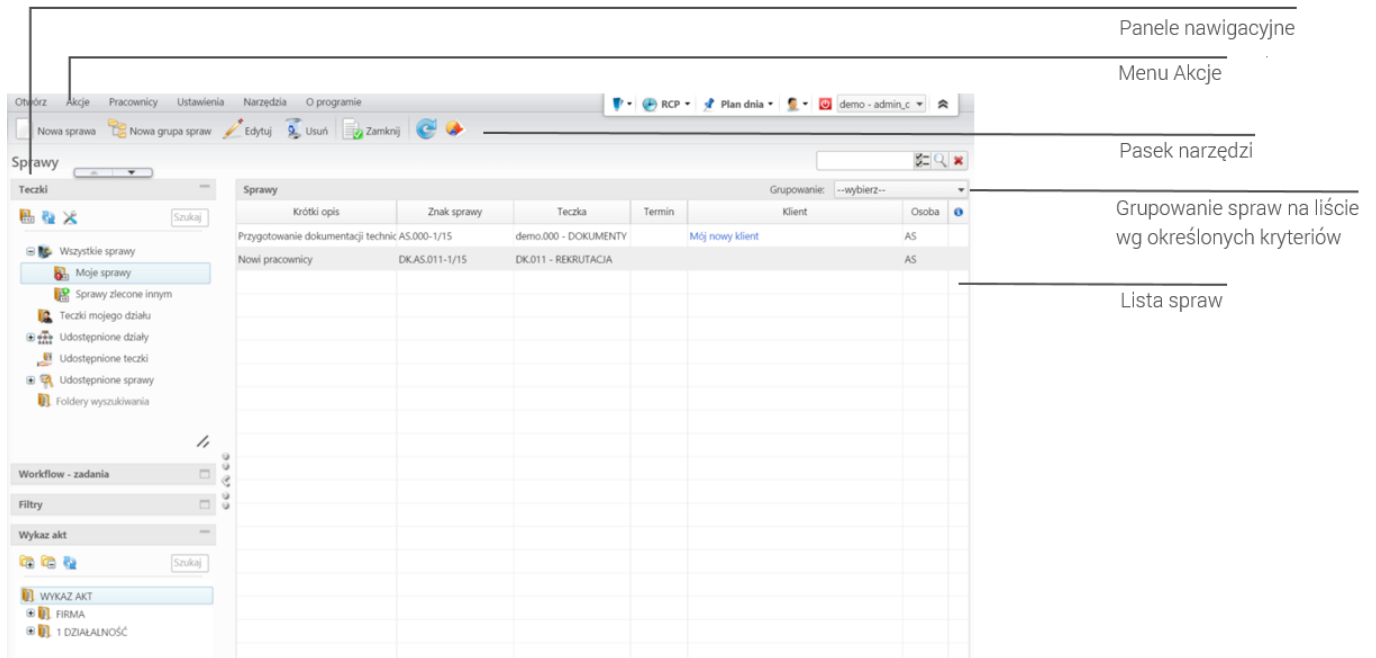 Panele nawigacyjne
Menu Akcje
Otwórz Akcje Pracownicy Ustawienia Narzędzia O programie
RCP Plan dnia demo - admin_c
Nowa sprawa Nowa grupa spraw Edytuj Usuń Zamknij
Pasek narzędzi
Sprawy
Teczki
Sprawy Grupowanie: --wybierz--
Grupowanie spraw na liście
wg określonych kryteriów
Szukaj
Krótki opis Znak sprawy Teczka Termin Klient Osoba
Przygotowanie dokumentacji technic AS.000-1/15 demo.000 - DOKUMENTY Mój nowy klient AS
Nowi pracownicy DK.AS.011-1/15 DK.011 - REKRUTACJA AS
Lista spraw
Wszystkie sprawy
Moje sprawy
Sprawy zlecone innym
Teczki mojego działu
Udostępnione działy
Udostępnione teczki
Udostępnione sprawy
Foldery wyszukiwania
Workflow - zadania
Filtry
Wykaz akt
Szukaj
WYKAZ AKT
FIRMA
1 DZIAŁALNOŚĆ